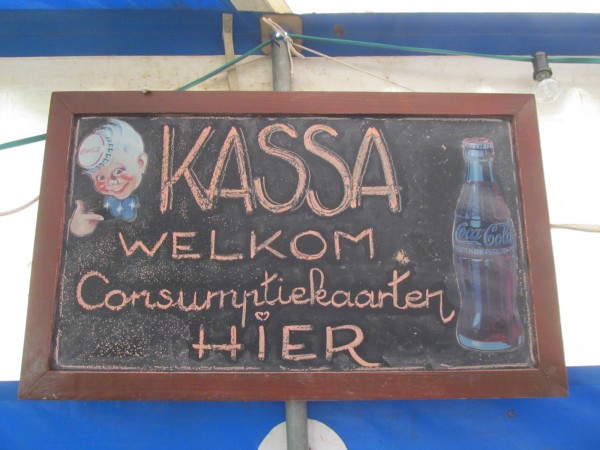 KASSA
WELKOM
Consumptiekaarten
HIER
Coca-Cola